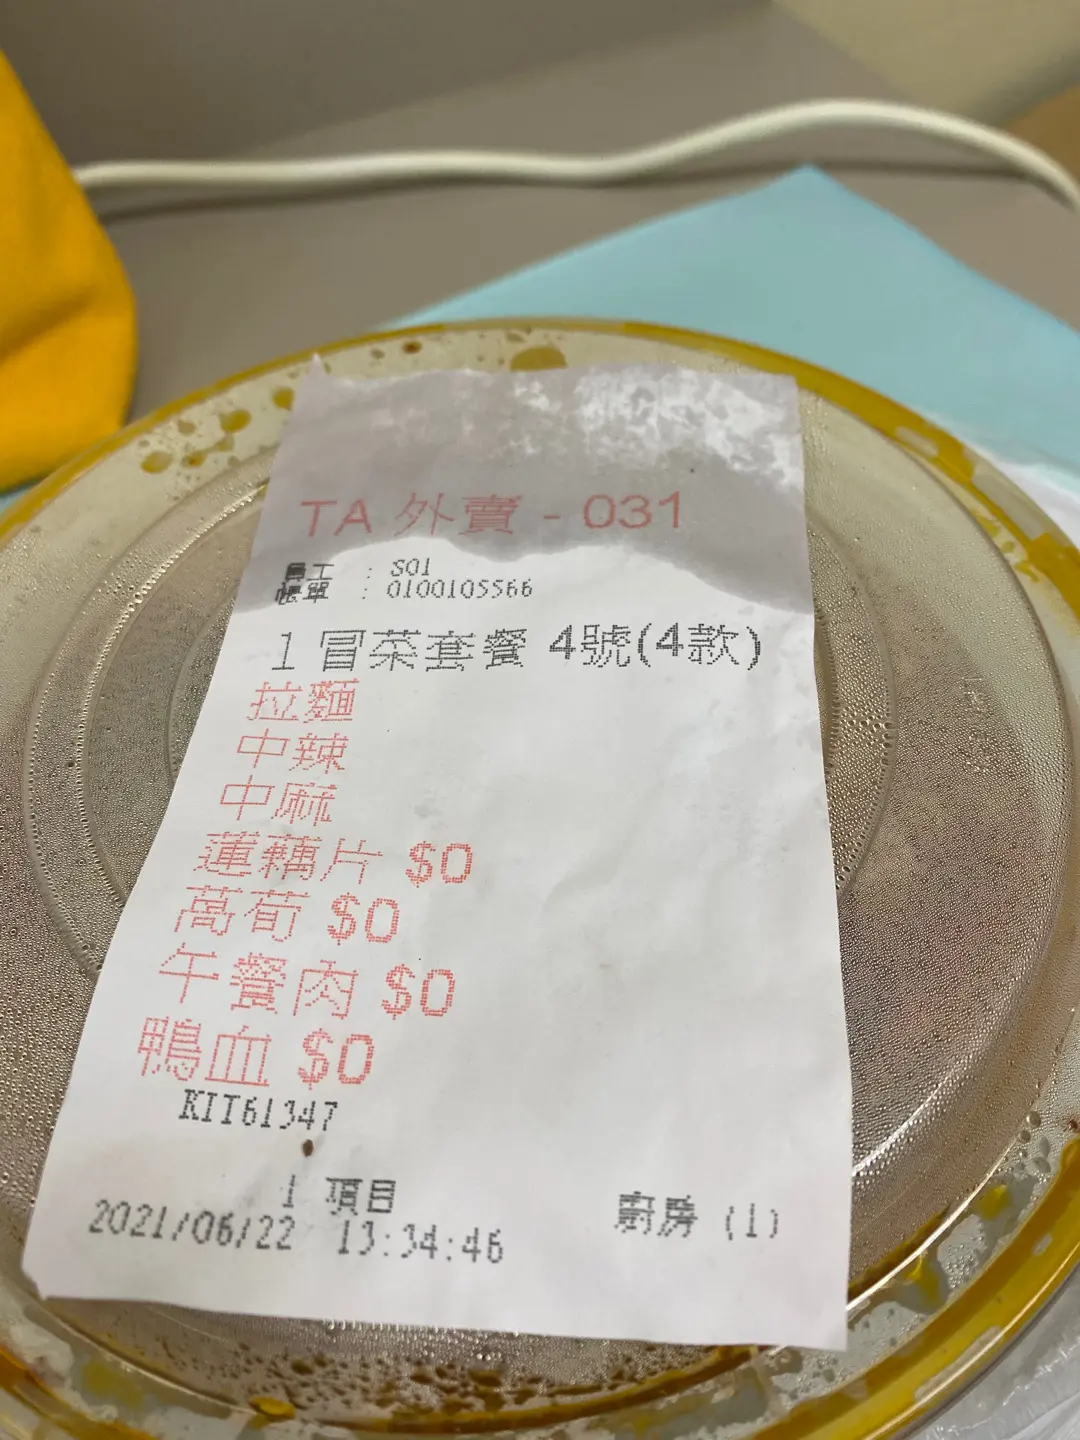 TA 外賣 - 031
員工 : S01
帳單 : 0100105566
1 冒菜套餐 4號(4款)
拉麵
中辣
中麻
蓮藕片 $0
萵荀 $0
午餐肉 $0
鴨血 $0
KIT61347
1 項目
廚房 (1)
2021/06/22 13:34:46